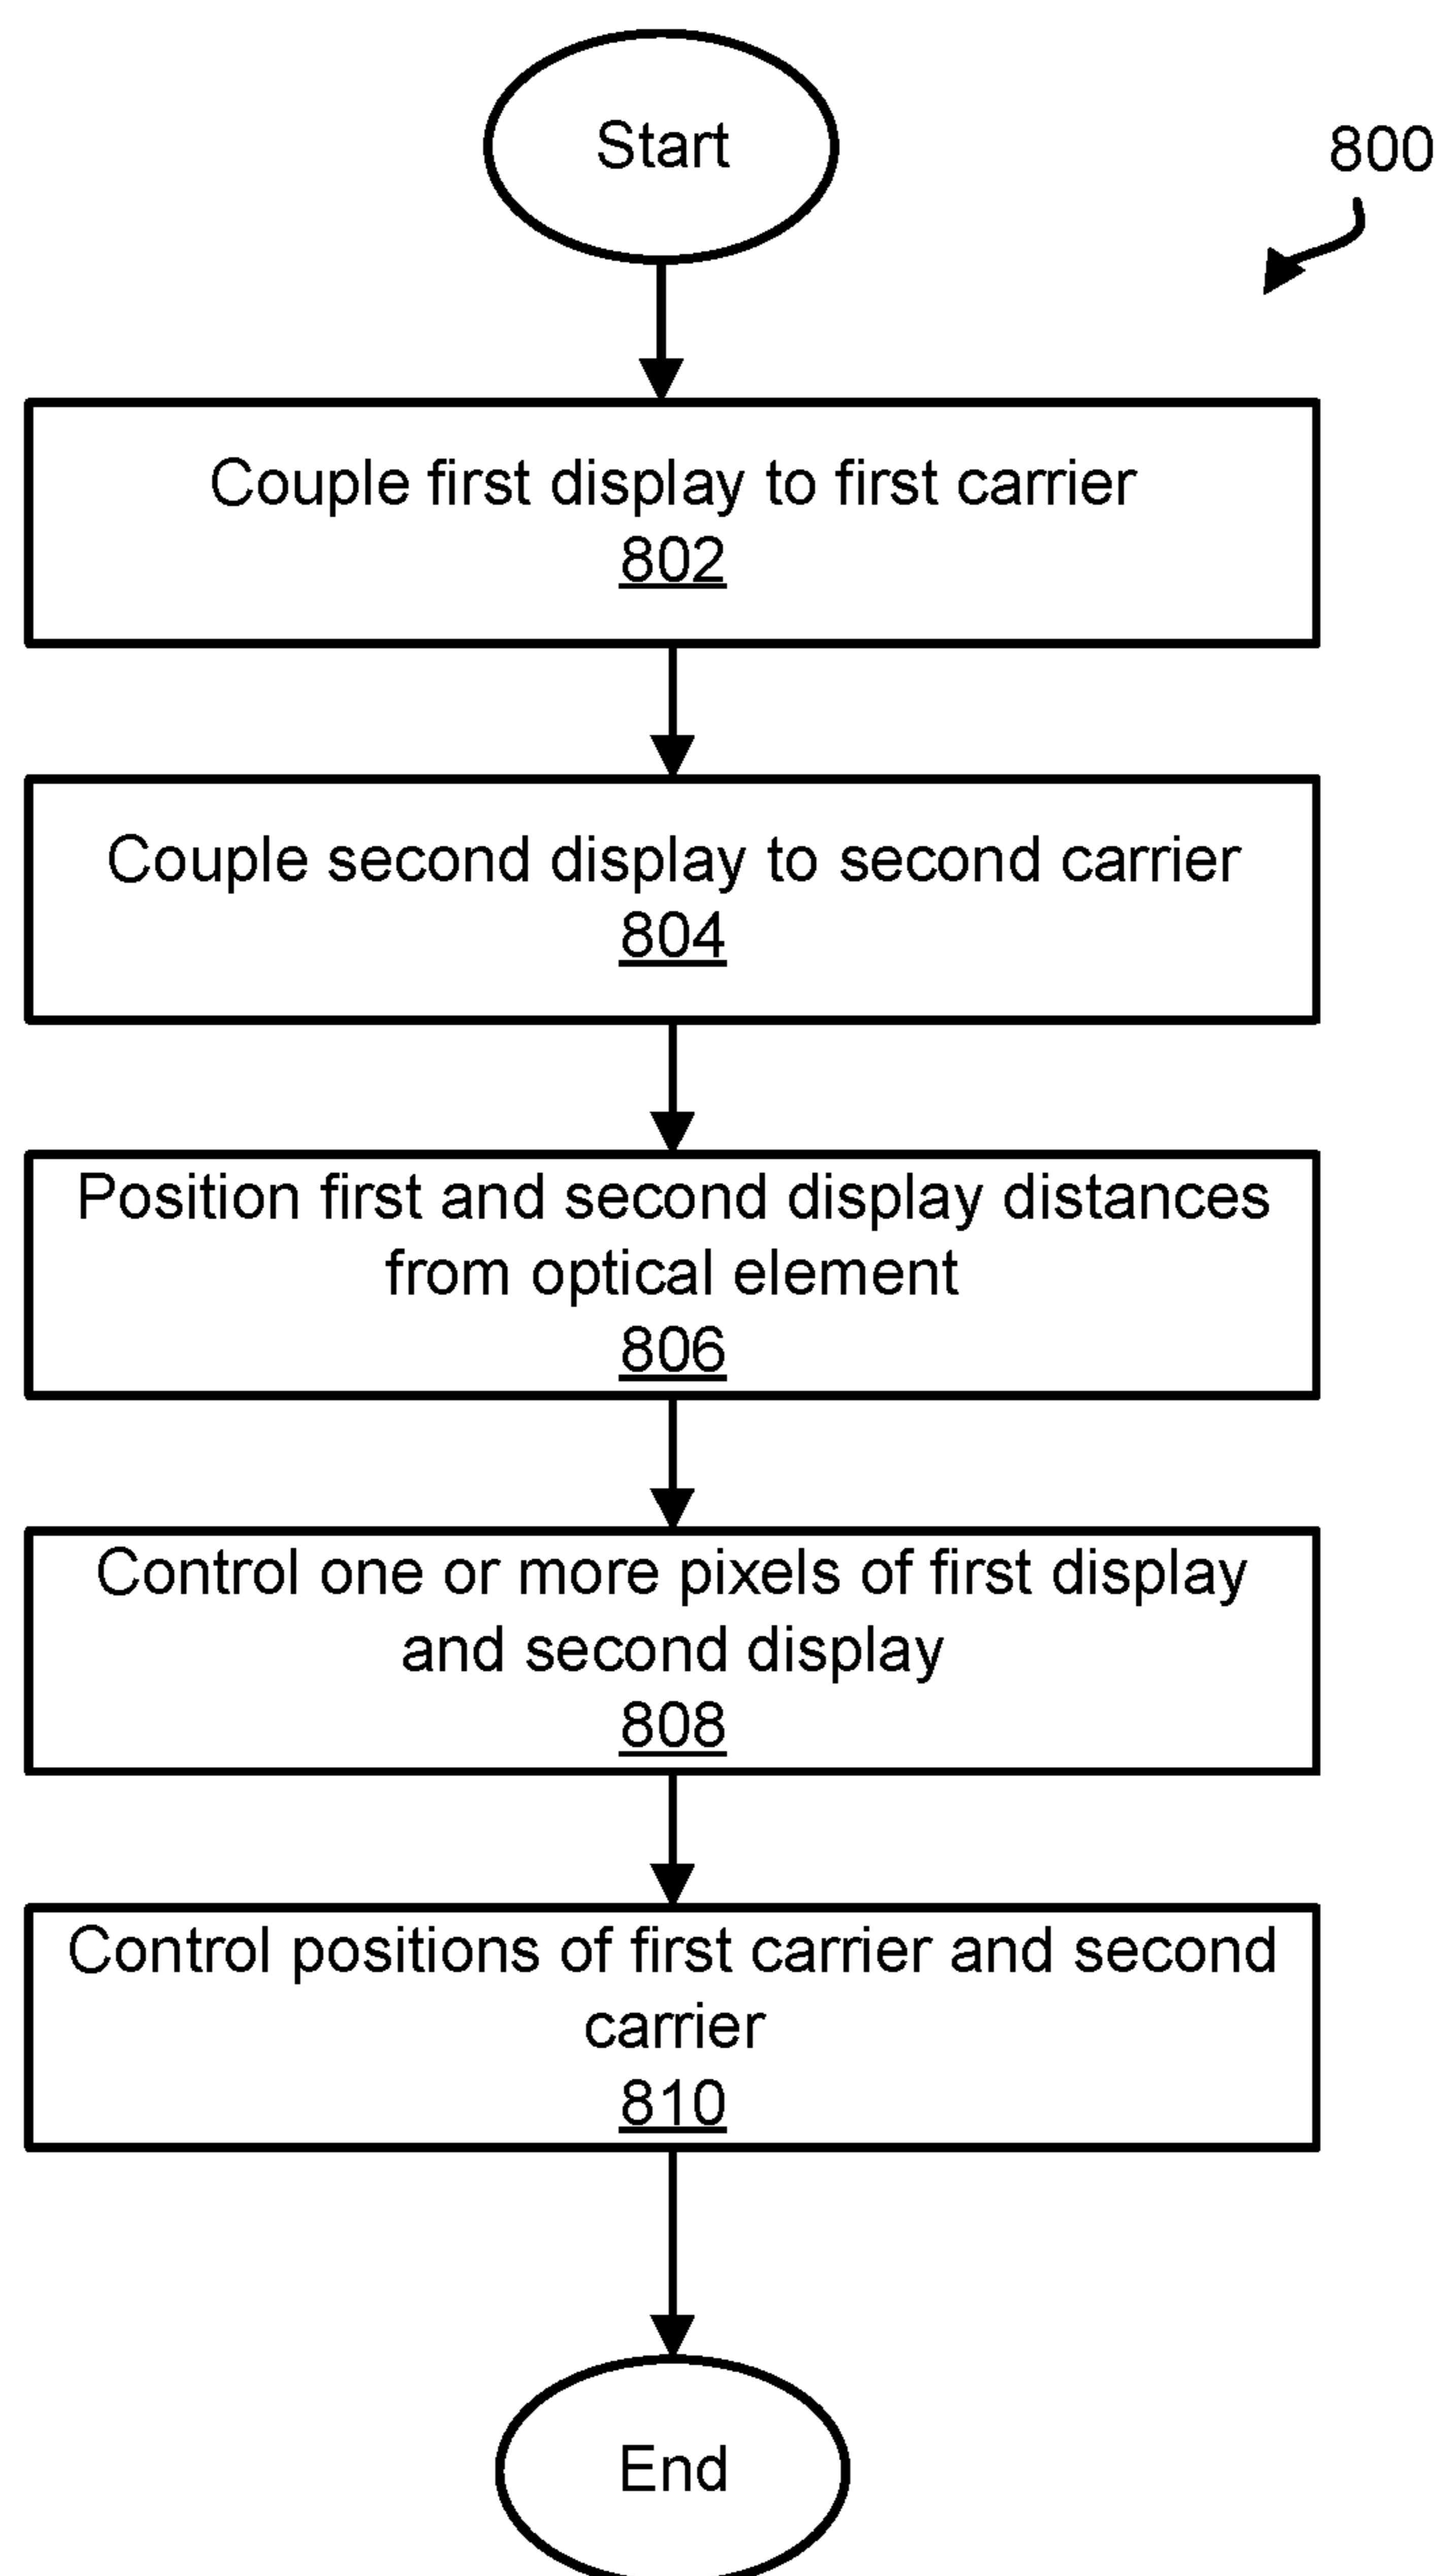 Start
800
Couple first display to first carrier
802
Couple second display to second carrier
804
Position first and second display distances
from optical element
806
Control one or more pixels of first display
and second display
808
Control positions of first carrier and second
carrier
810
End